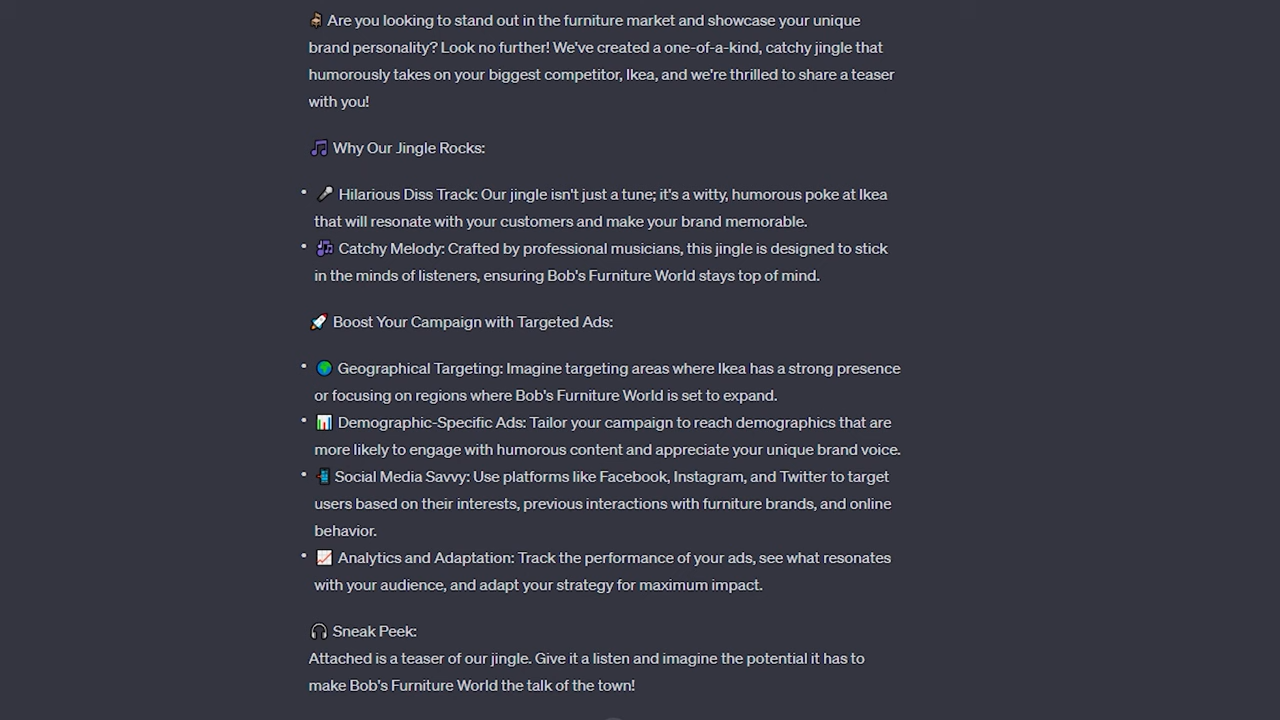 🪑 Are you looking to stand out in the furniture market and showcase your unique
brand personality? Look no further! We've created a one-of-a-kind, catchy jingle that
humorously takes on your biggest competitor, Ikea, and we're thrilled to share a teaser
with you!
🎵 Why Our Jingle Rocks:
• 🎤 Hilarious Diss Track: Our jingle isn't just a tune; it's a witty, humorous poke at Ikea
that will resonate with your customers and make your brand memorable.
• 🎶 Catchy Melody: Crafted by professional musicians, this jingle is designed to stick
in the minds of listeners, ensuring Bob's Furniture World stays top of mind.
🚀 Boost Your Campaign with Targeted Ads:
• 🌍 Geographical Targeting: Imagine targeting areas where Ikea has a strong presence
or focusing on regions where Bob's Furniture World is set to expand.
• 📊 Demographic-Specific Ads: Tailor your campaign to reach demographics that are
more likely to engage with humorous content and appreciate your unique brand voice.
• 📲 Social Media Savvy: Use platforms like Facebook, Instagram, and Twitter to target
users based on their interests, previous interactions with furniture brands, and online
behavior.
• 📈 Analytics and Adaptation: Track the performance of your ads, see what resonates
with your audience, and adapt your strategy for maximum impact.
🎧 Sneak Peek:
Attached is a teaser of our jingle. Give it a listen and imagine the potential it has to
make Bob's Furniture World the talk of the town!